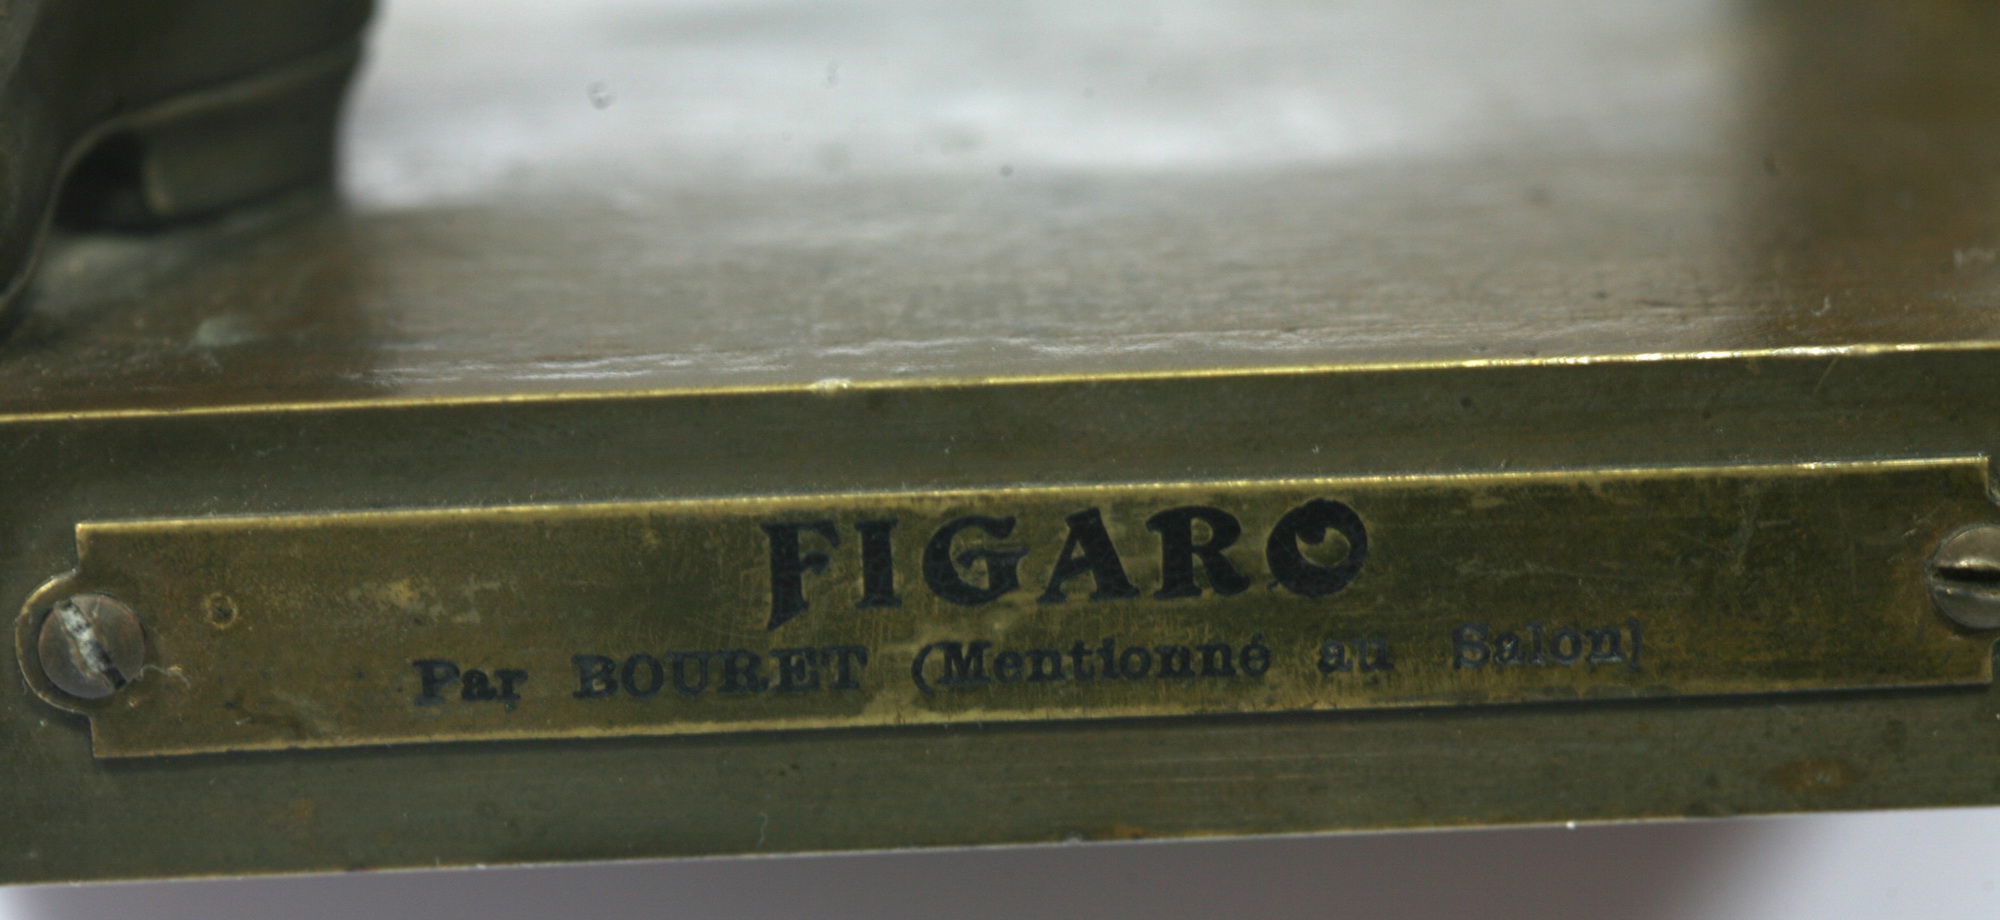 FIGARO
Par BOURET (Mentionné au Salon)